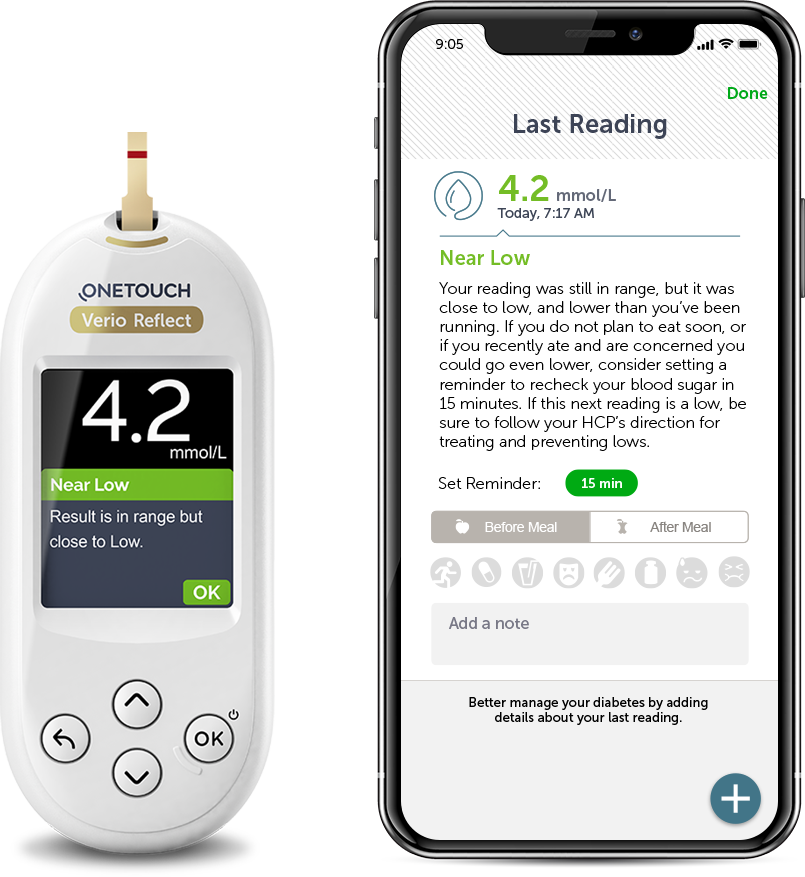 ONETOUCH
Verio Reflect
4.2
mmol/L
Near Low
Result is in range but
close to Low.
OK
OK
9:05
Done
Last Reading
4.2 mmol/L
Today, 7:17 AM
Near Low
Your reading was still in range, but it was
close to low, and lower than you’ve been
running. If you do not plan to eat soon, or
if you recently ate and are concerned you
could go even lower, consider setting a
reminder to recheck your blood sugar in
15 minutes. If this next reading is a low, be
sure to follow your HCP’s direction for
treating and preventing lows.
Set Reminder: 15 min
Before Meal After Meal
Add a note
Better manage your diabetes by adding
details about your last reading.